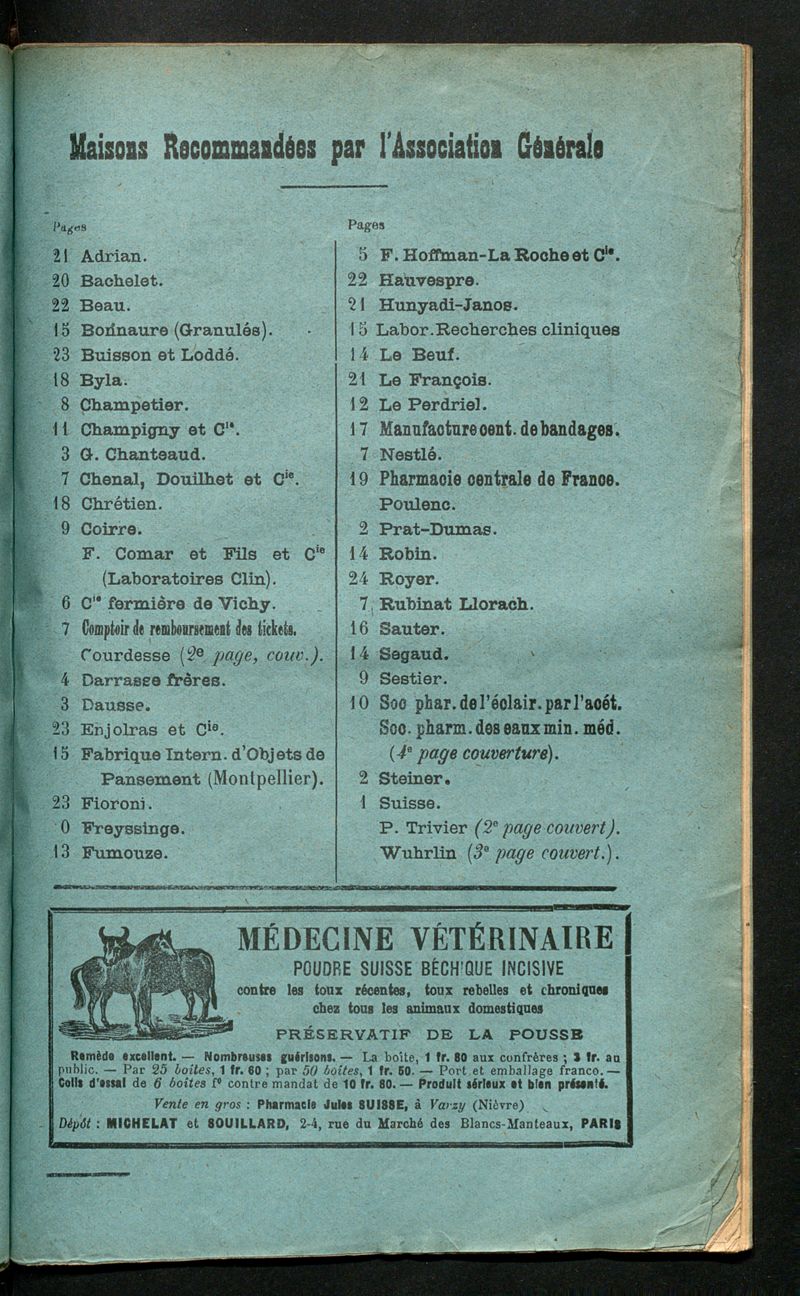 Maisons Recommandées par l'Association Générale
Pages
21 Adrian.
20 Bachelet.
22 Beau.
15 Borinaure (Granulés).
23 Buisson et Loddé.
18 Byla.
8 Champetier.
11 Champigny et Cie.
3 G. Chanteaud.
7 Chenal, Douilhet et Cie.
18 Chrétien.
9 Coirre.
F. Comar et Fils et Cie
(Laboratoires Clin).
6 Cie fermière de Vichy.
7 Comptoir de remboursement des tickets.
Courdesse (2e page, couv.).
4 Darrasse frères.
3 Dausse.
23 Enjolras et Cie.
15 Fabrique Intern. d'Objets de
Pansement (Montpellier).
23 Fioroni.
0 Freyssinge.
13 Fumouze.
Pages
5 F. Hoffman-La Roche et Cie.
22 Hauvespre.
21 Hunyadi-Janos.
15 Labor. Recherches cliniques
14 Le Beuf.
21 Le François.
12 Le Perdriel.
17 Manufacture cent. de bandages.
7 Nestlé.
19 Pharmacie centrale de France.
Poulenc.
2 Prat-Dumas.
14 Robin.
24 Royer.
7 Rubinat Llorach.
16 Sauter.
14 Segaud.
9 Sestier.
10 Soc phar. de l'éclair. par l'acét.
Soc. pharm. des eaux min. méd.
(4e page couverture).
2 Steiner.
1 Suisse.
P. Trivier (2e page couvert).
Wuhrlin (3e page couvert.).
MÉDECINE VÉTÉRINAIRE
POUDRE SUISSE BÉCHIQUE INCISIVE
contre les toux récentes, toux rebelles et chroniques
chez tous les animaux domestiques
PRÉSERVATIF DE LA POUSSE
Remède excellent. — Nombreuses guérisons. — La boîte, 1 fr. 80 aux confrères ; 3 fr. au
public. — Par 25 boîtes, 1 fr. 60 ; par 50 boîtes, 1 fr. 50. — Port et emballage franco. —
Colis d'essai de 6 boîtes fo contre mandat de 10 fr. 80. — Produit sérieux et bien présenté.
Vente en gros : Pharmacie Jules SUISSE, à Varzy (Nièvre)
Dépôt : MICHELAT et SOUILLARD, 2-4, rue du Marché des Blancs-Manteaux, PARIS